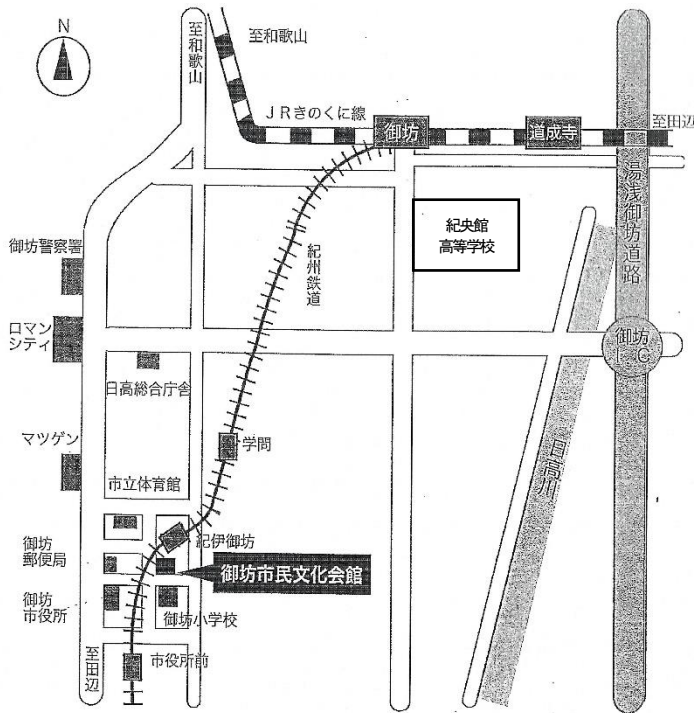 N
至和歌山
至和歌山
JRきのくに線
御坊
道成寺
至田辺
湯浅御坊道路
紀央館
高等学校
紀州鉄道
御坊警察署
ロマン
シティ
御坊
IC
日高総合庁舎
学問
マツゲン
日高川
市立体育館
紀伊御坊
御坊
郵便局
御坊市民文化会館
御坊
市役所
御坊小学校
至田辺
市役所前